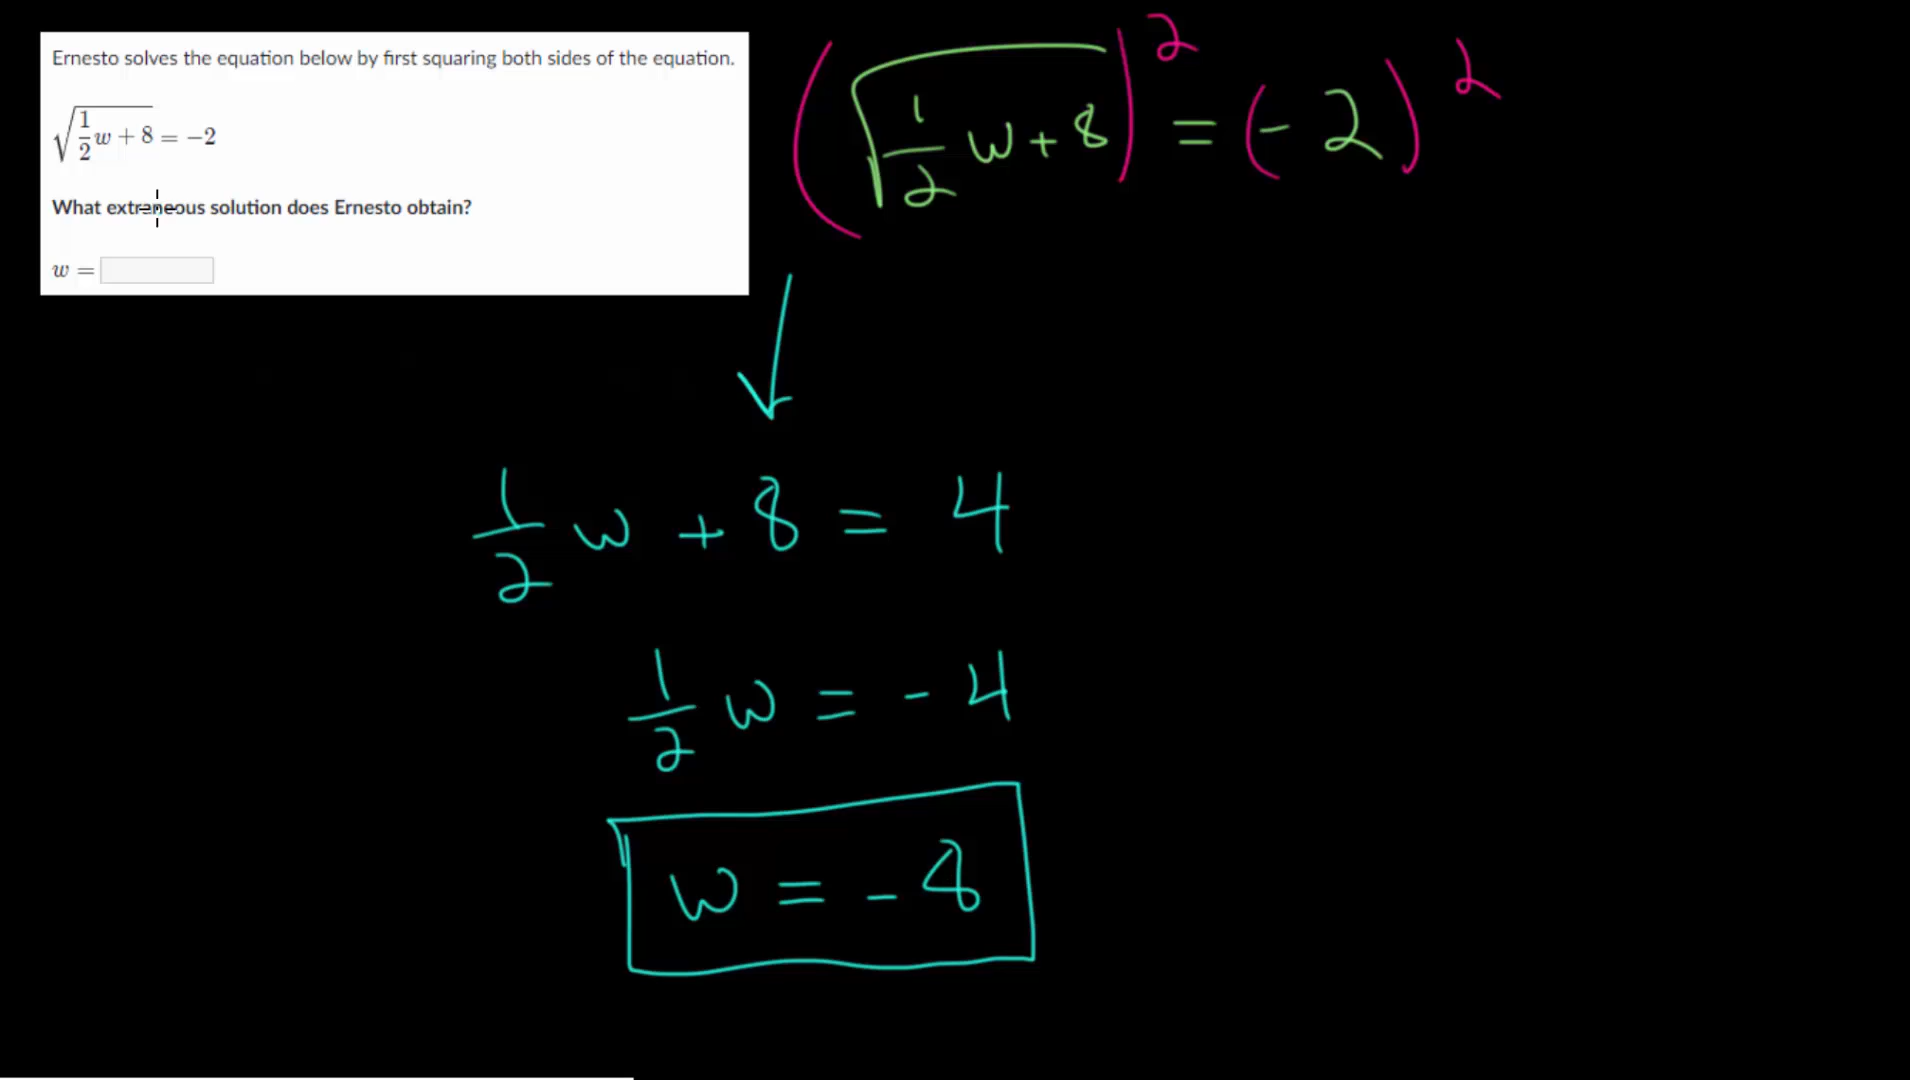 Ernesto solves the equation below by first squaring both sides of the equation.
√(1/2 w + 8) = −2
What extraneous solution does Ernesto obtain?
w =
(√(1/2 w + 8))² = (- 2)²
1/2 w + 8 = 4
1/2 w = - 4
w = - 8